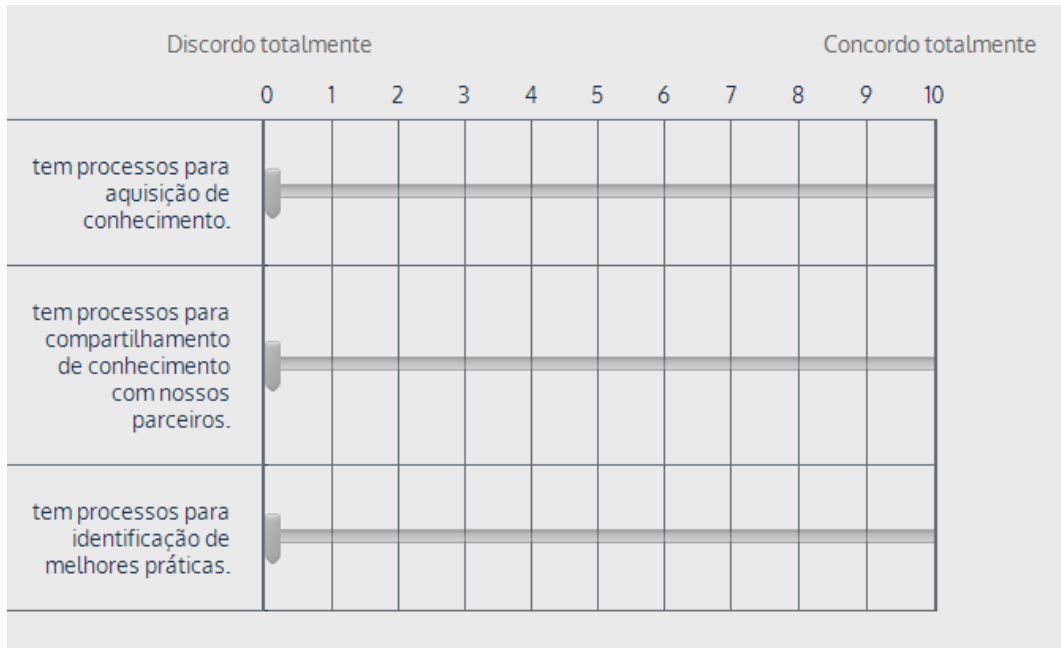 Discordo totalmente Concordo totalmente
0 1 2 3 4 5 6 7 8 9 10
tem processos para
aquisição de
conhecimento.
tem processos para
compartilhamento
de conhecimento
com nossos
parceiros.
tem processos para
identificação de
melhores práticas.